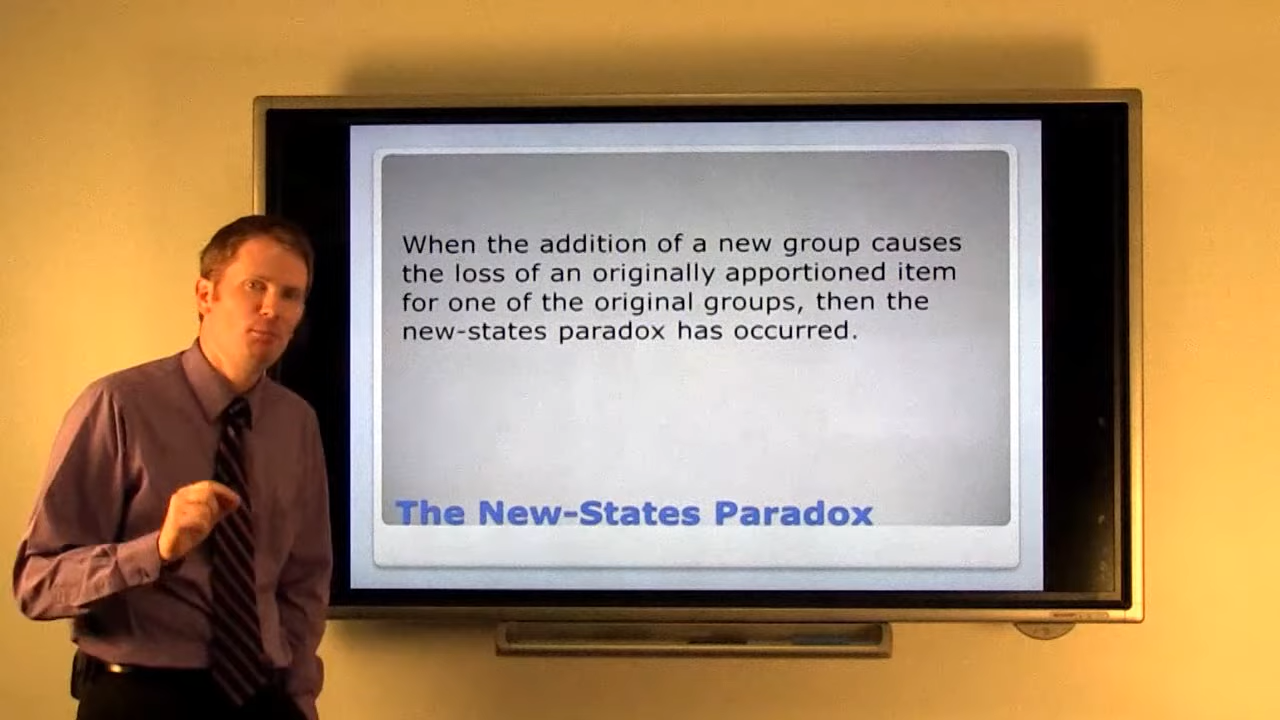 When the addition of a new group causes
the loss of an originally apportioned item
for one of the original groups, then the
new-states paradox has occurred.
The New-States Paradox